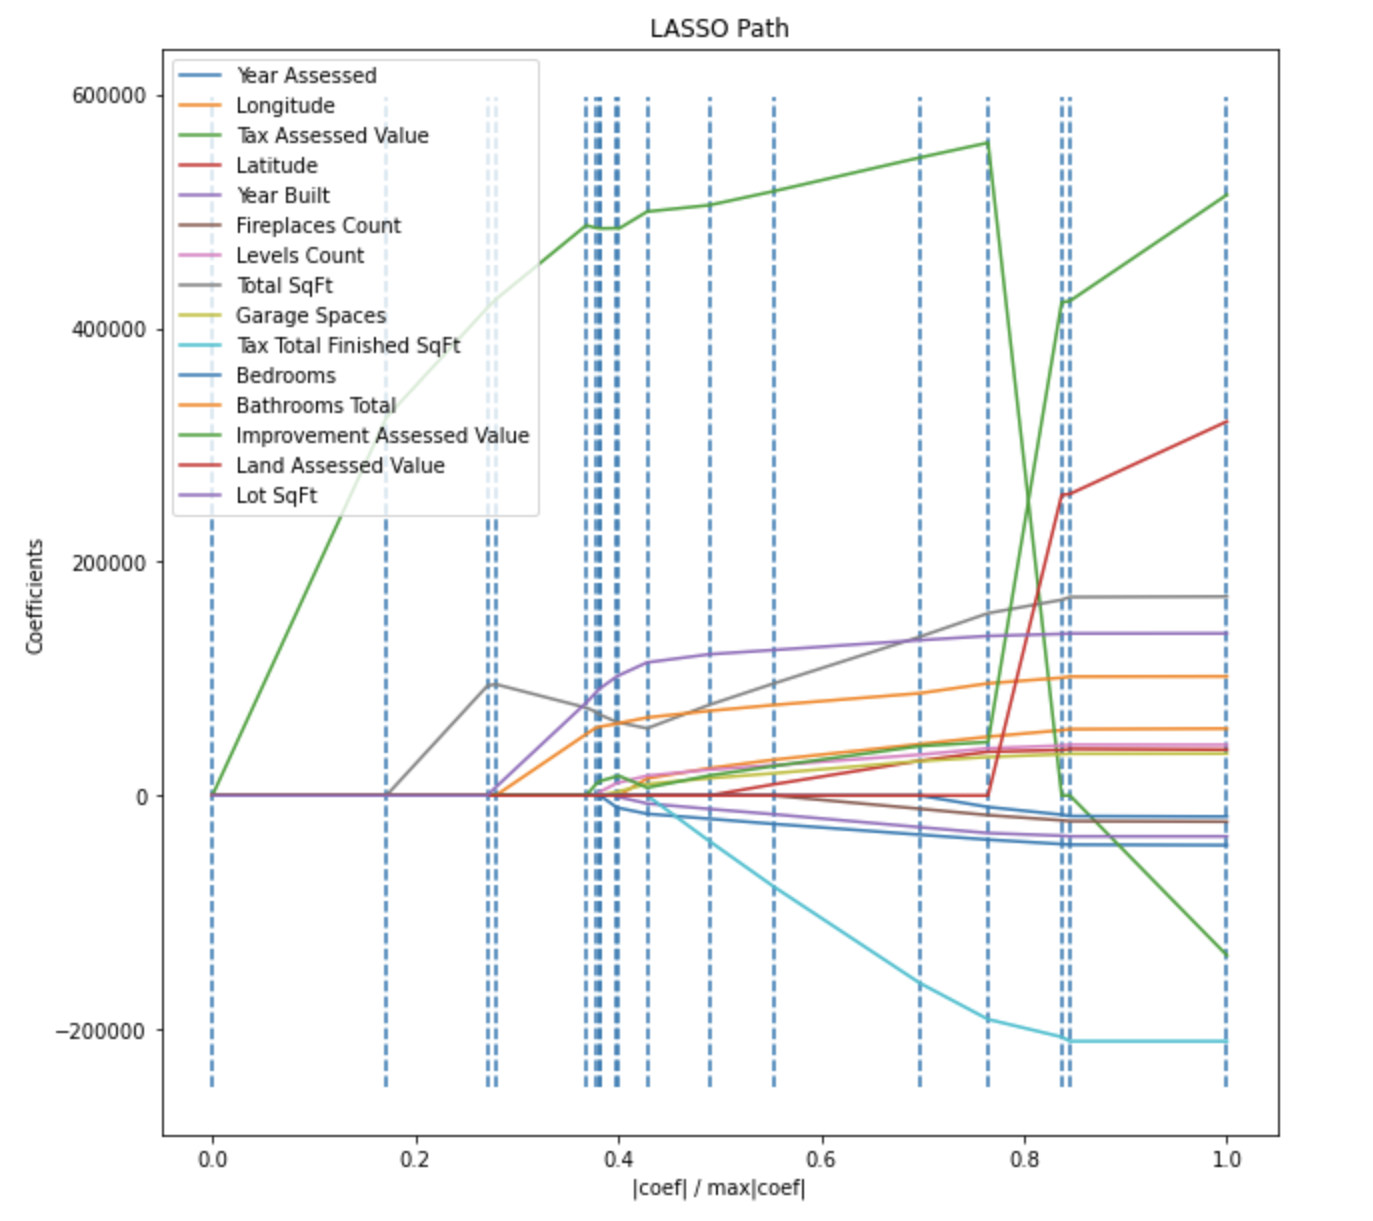 LASSO Path
Year Assessed
Longitude
Tax Assessed Value
Latitude
Year Built
Fireplaces Count
Levels Count
Total SqFt
Garage Spaces
Tax Total Finished SqFt
Bedrooms
Bathrooms Total
Improvement Assessed Value
Land Assessed Value
Lot SqFt
600000
400000
200000
0
−200000
Coefficients
0.0 0.2 0.4 0.6 0.8 1.0
|coef| / max|coef|